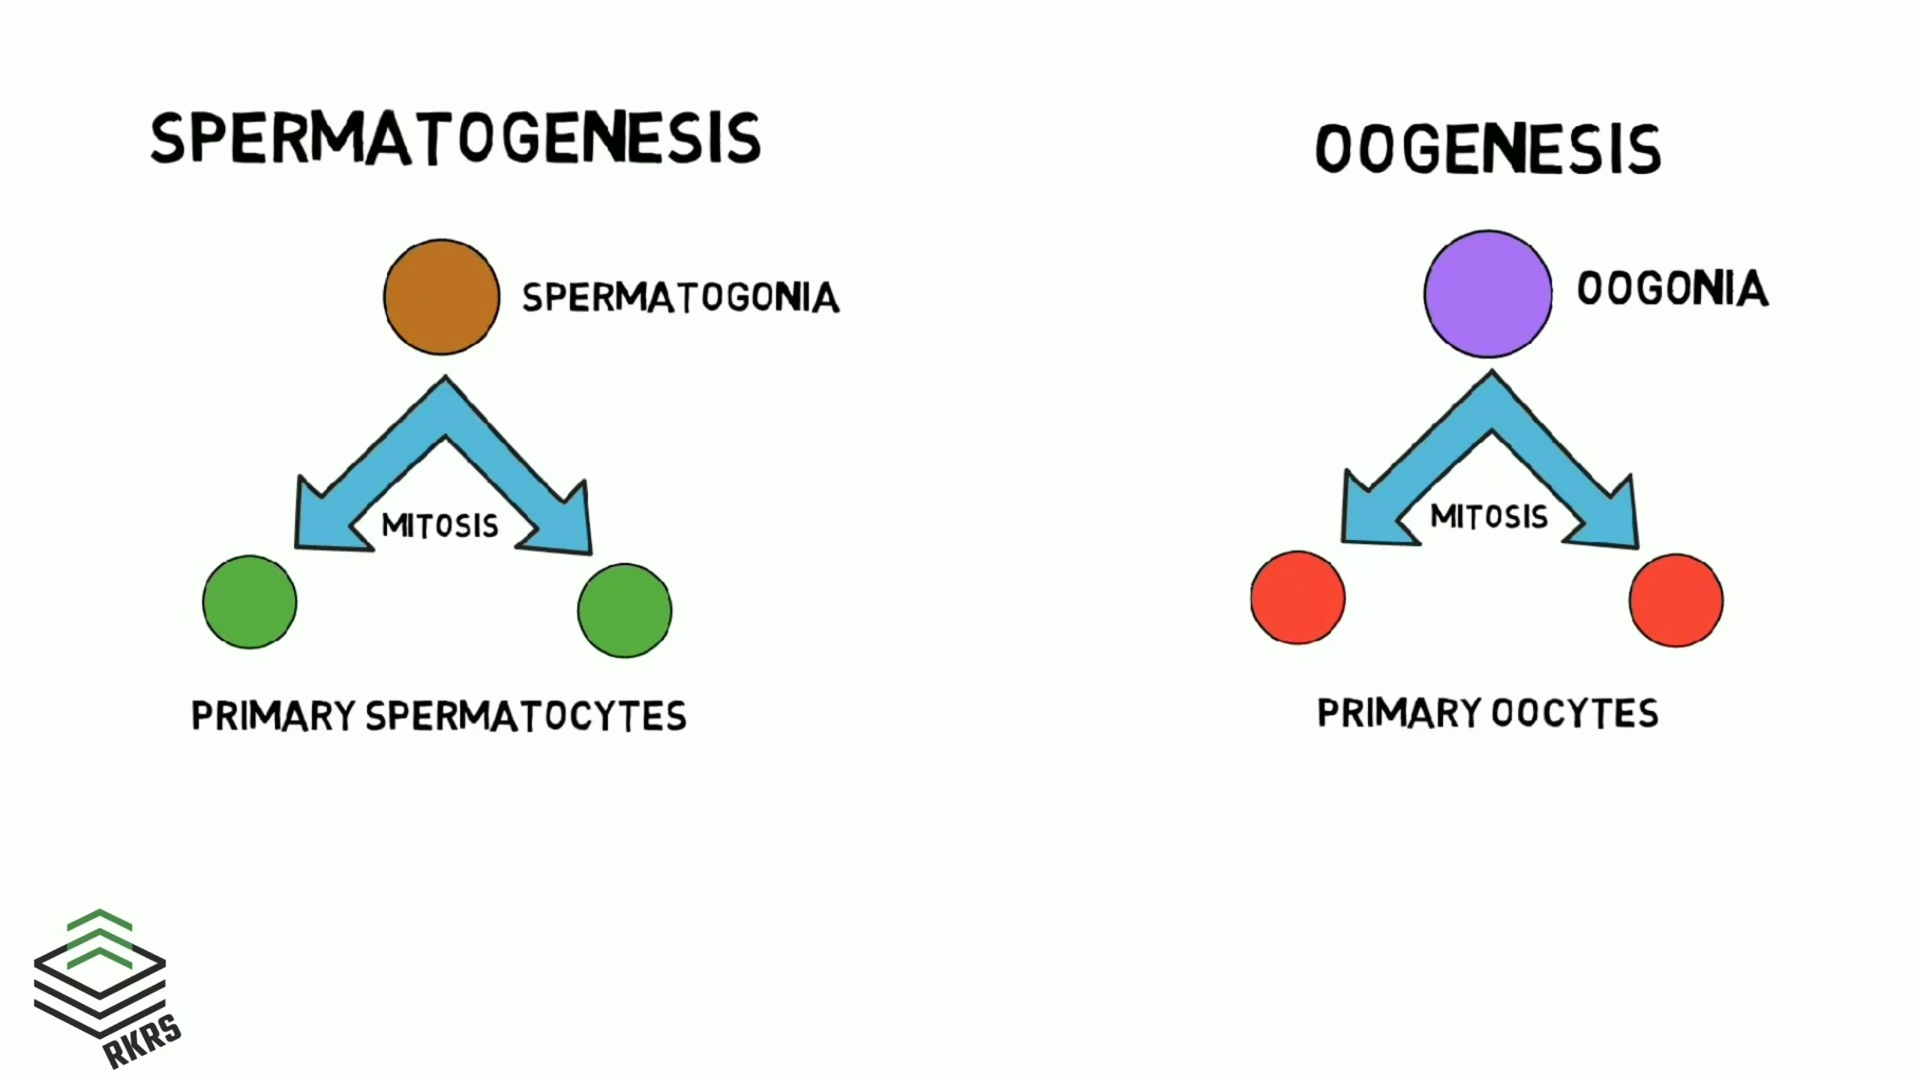 SPERMATOGENESIS
SPERMATOGONIA
MITOSIS
PRIMARY SPERMATOCYTES
OOGENESIS
OOGONIA
MITOSIS
PRIMARY OOCYTES
RKRS